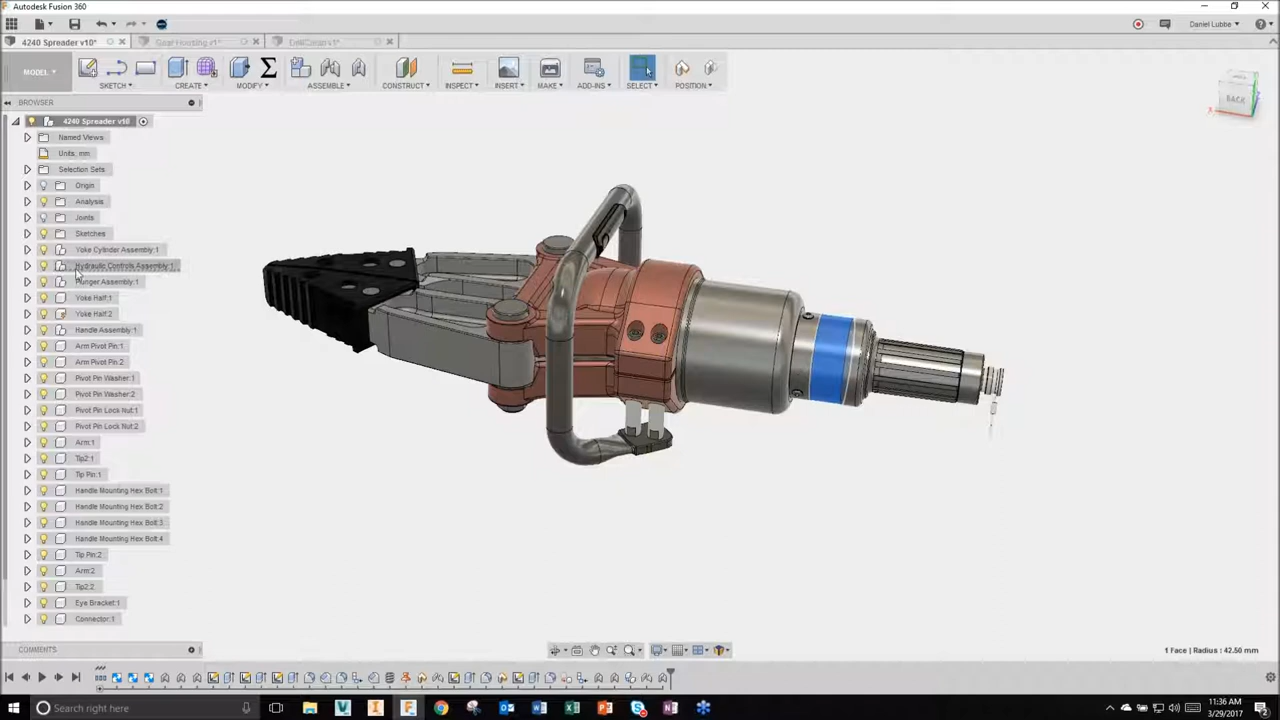 Autodesk Fusion 360
Daniel Lubbe
4240 Spreader v10*
Gear Housing v1*
MODEL
SKETCH
CREATE
MODIFY
ASSEMBLE
CONSTRUCT
INSPECT
INSERT
MAKE
ADD-INS
SELECT
POSITION
BACK
BROWSER
4240 Spreader v10
Named Views
Units: mm
Selection Sets
Origin
Analysis
Joints
Sketches
Yoke Cylinder Assembly:1
Hydraulic Controls Assembly:1
Plunger Assembly:1
Yoke Half:1
Yoke Half:2
Handle Assembly:1
Arm Pivot Pin:1
Arm Pivot Pin:2
Pivot Pin Washer:1
Pivot Pin Washer:2
Pivot Pin Lock Nut:1
Pivot Pin Lock Nut:2
Arm:1
Tip2:1
Tip Pin:1
Handle Mounting Hex Bolt:1
Handle Mounting Hex Bolt:2
Handle Mounting Hex Bolt:3
Handle Mounting Hex Bolt:4
Tip Pin:2
Arm:2
Tip2:2
Eye Bracket:1
Connector:1
COMMENTS
1 Face | Radius : 42.50 mm
Search right here
11:36 AM
3/29/2017